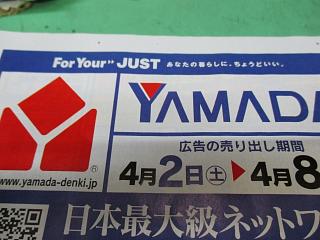 For Your" JUST あなたの暮らしに。ちょうどいい。
YAMADA
広告の売り出し期間
4月2日(土)▶4月8
www.yamada-denki.jp
日本最大級ネットワ